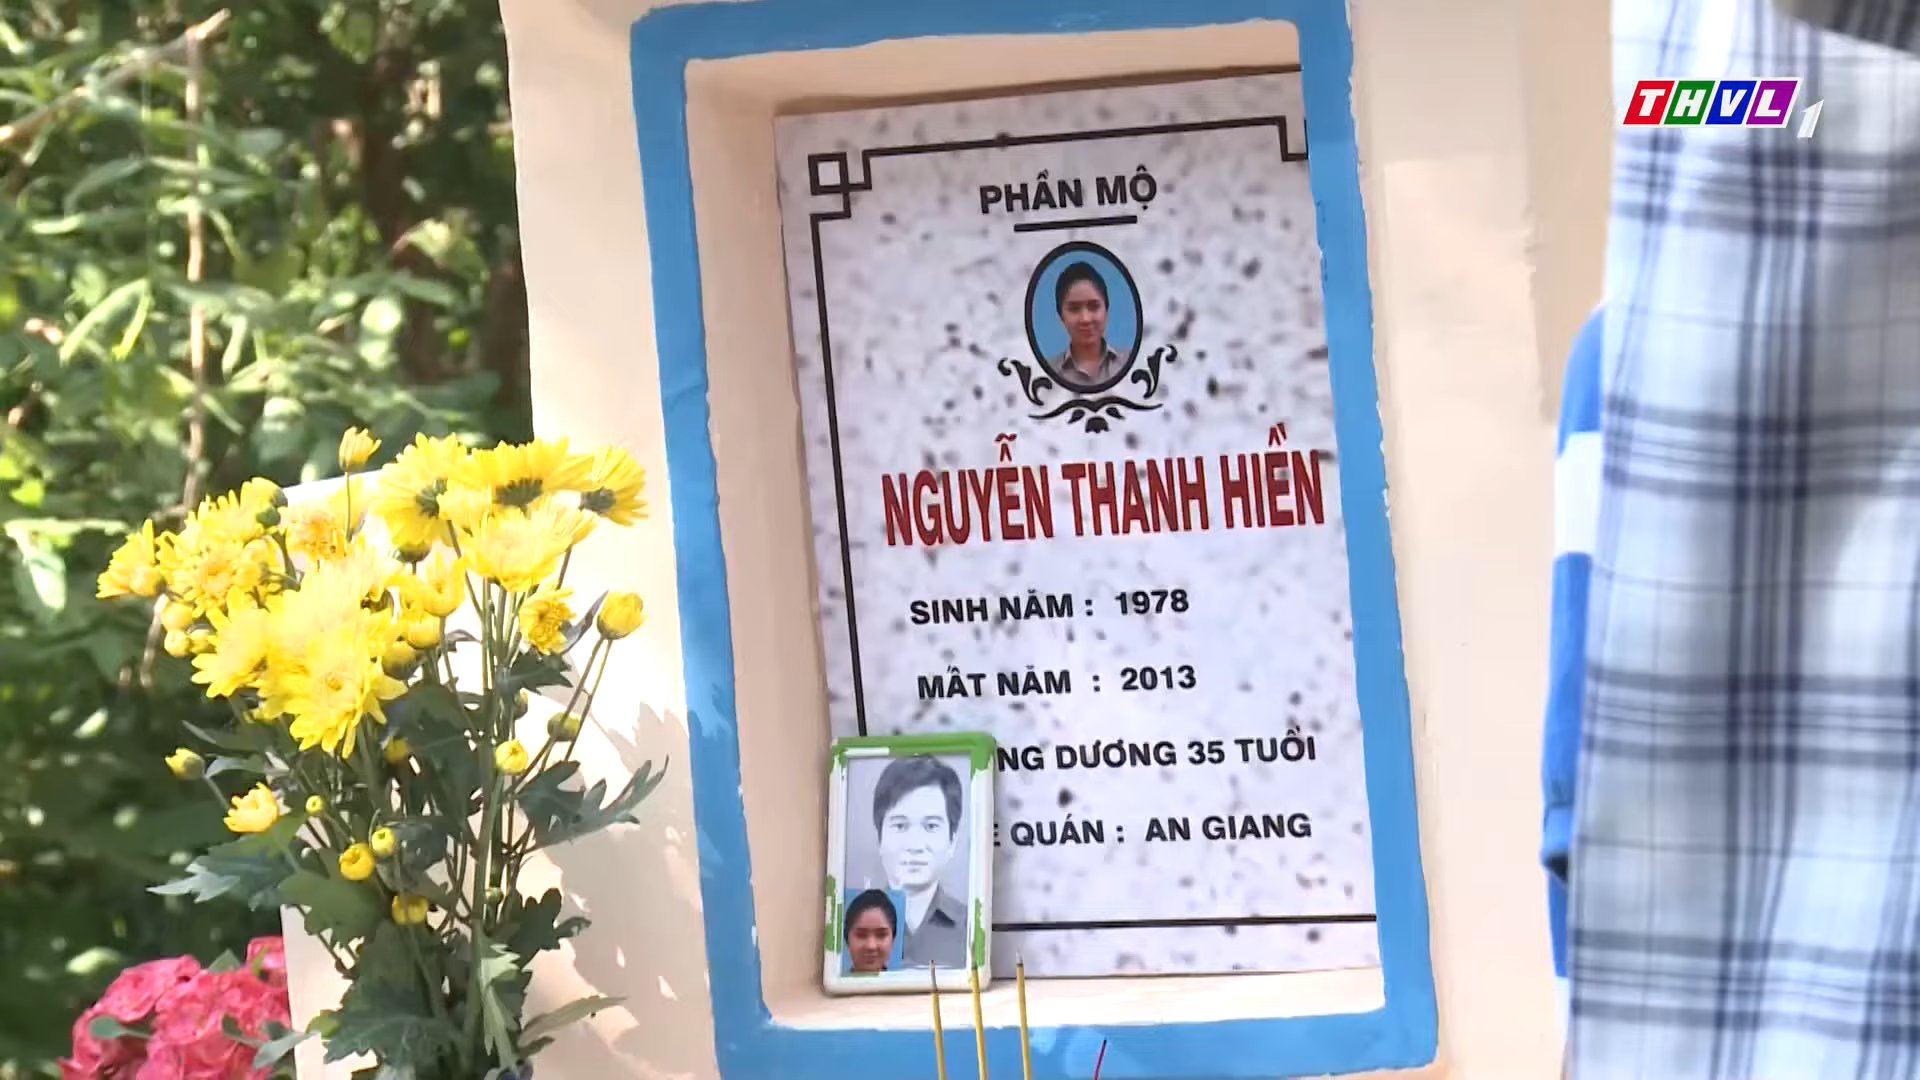 THVL1
PHẦN MỘ
NGUYỄN THANH HIỀN
SINH NĂM : 1978
MẤT NĂM : 2013
NG DƯƠNG 35 TUỔI
QUÁN : AN GIANG